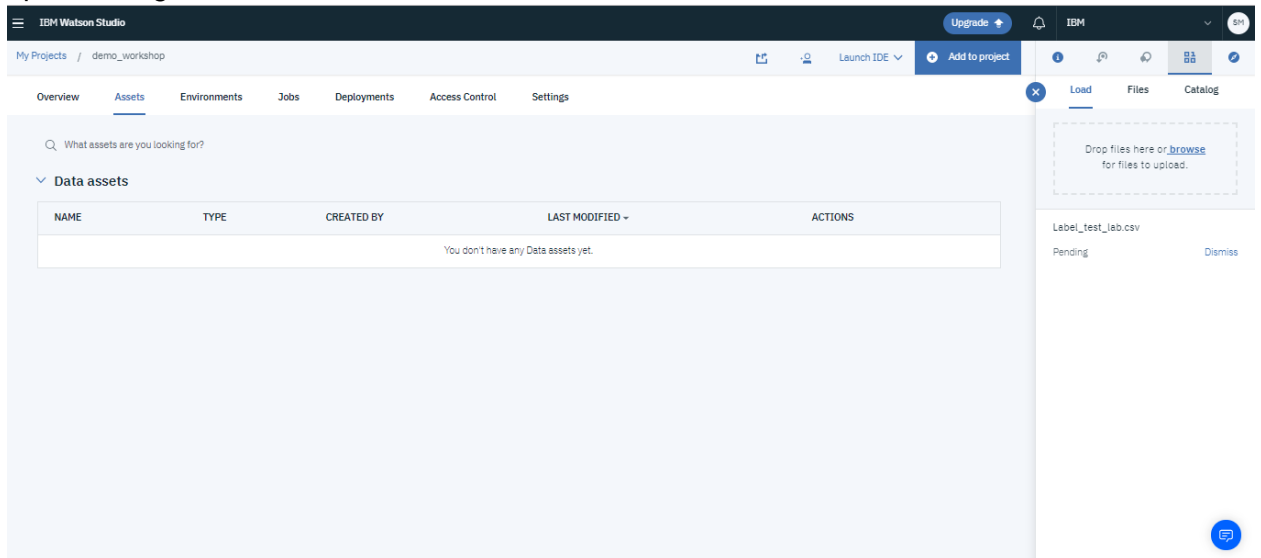 IBM Watson Studio Upgrade IBM SM
My Projects / demo_workshop Launch IDE Add to project
Overview Assets Environments Jobs Deployments Access Control Settings Load Files Catalog
What assets are you looking for?
Drop files here or browse
for files to upload.
Data assets
NAME TYPE CREATED BY LAST MODIFIED ACTIONS
You don't have any Data assets yet.
Label_test_lab.csv
Pending Dismiss